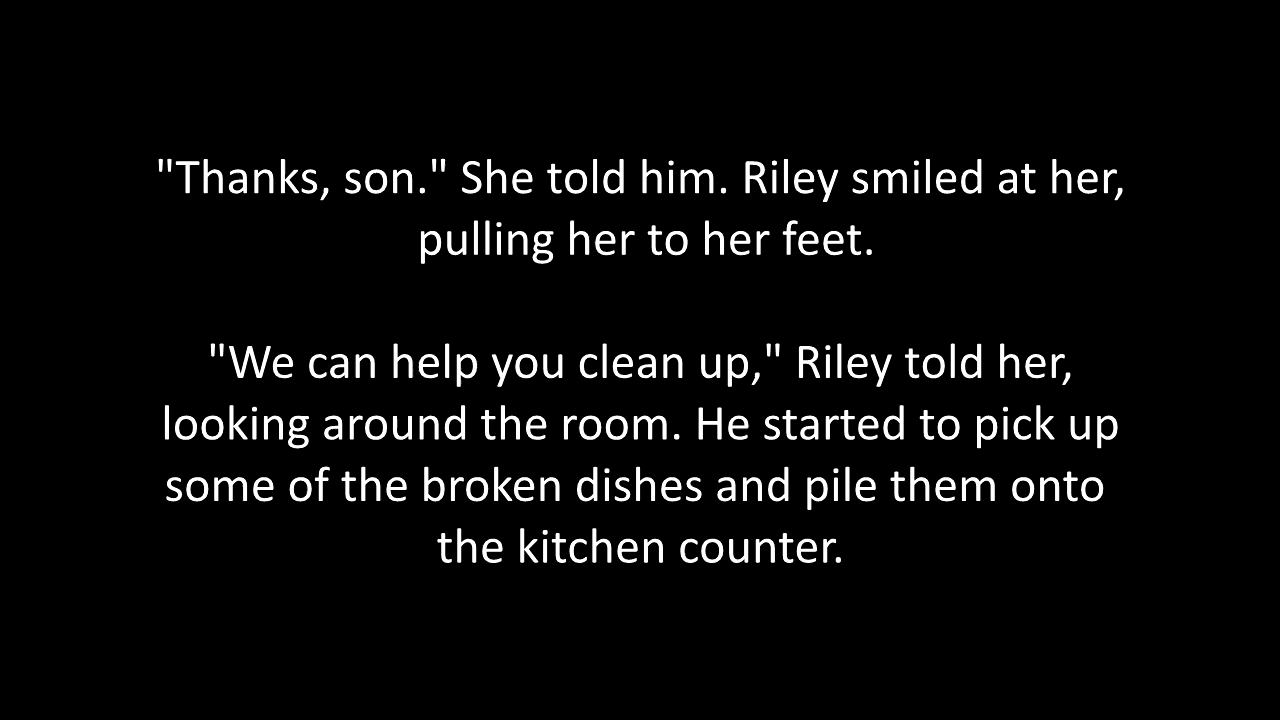 "Thanks, son." She told him. Riley smiled at her,
pulling her to her feet.
"We can help you clean up," Riley told her,
looking around the room. He started to pick up
some of the broken dishes and pile them onto
the kitchen counter.